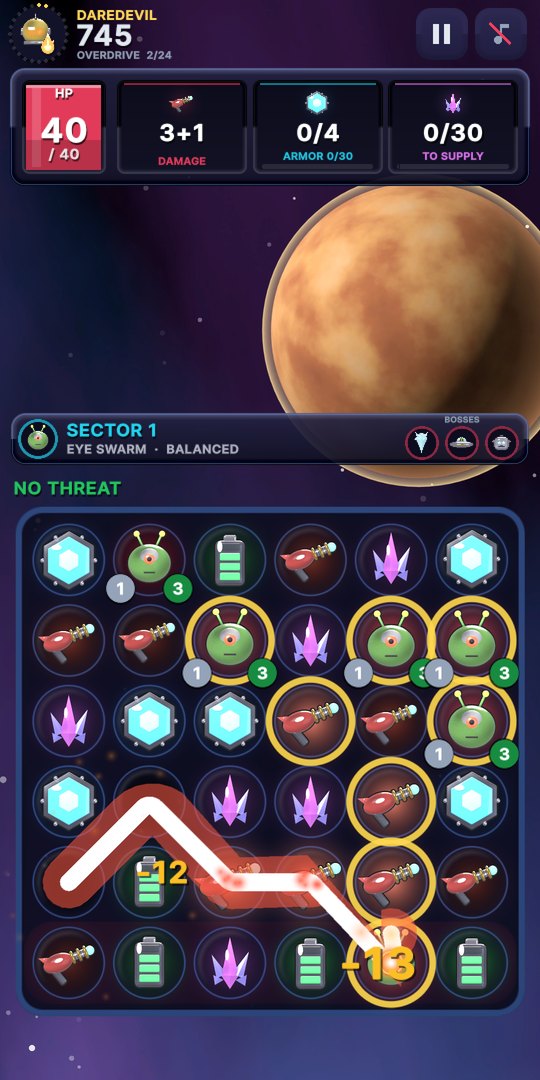 DAREDEVIL
745
OVERDRIVE 2/24
HP
40
/ 40
3+1
DAMAGE
0/4
ARMOR 0/30
0/30
TO SUPPLY
BOSSES
SECTOR 1
EYE SWARM · BALANCED
NO THREAT
1 3
1 3 1 3 1 3
1 3
-12
-13